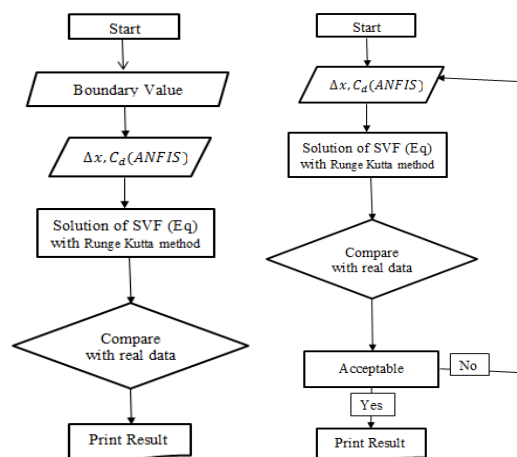 Start
Boundary Value
Δx, C_d(ANFIS)
Solution of SVF (Eq)
with Runge Kutta method
Compare
with real data
Print Result
Start
Δx, C_d(ANFIS)
Solution of SVF (Eq)
with Runge Kutta method
Compare
with real data
Acceptable
No
Yes
Print Result